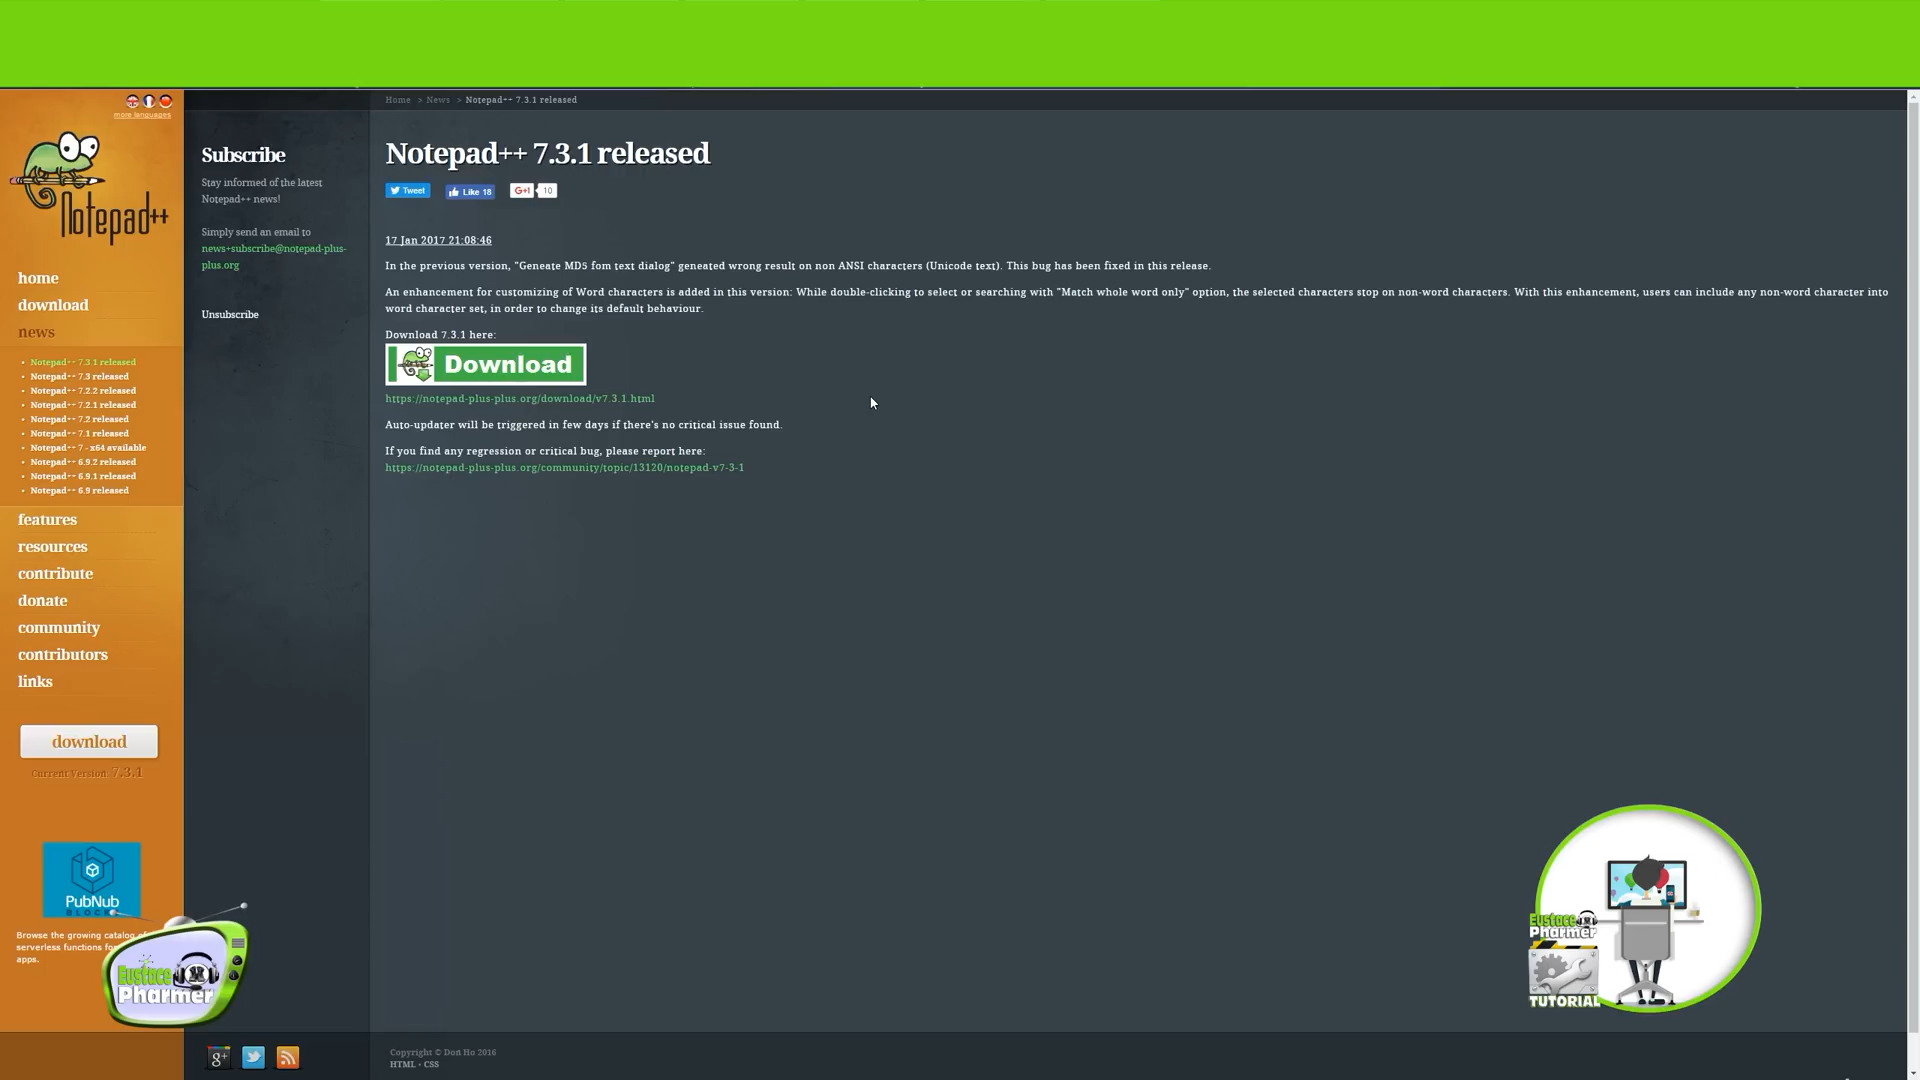 more languages
Notepad++
home
download
news
Notepad++ 7.3.1 released
Notepad++ 7.3 released
Notepad++ 7.2.2 released
Notepad++ 7.2.1 released
Notepad++ 7.2 released
Notepad++ 7.1 released
Notepad++ 7 - x64 available
Notepad++ 6.9.2 released
Notepad++ 6.9.1 released
Notepad++ 6.9 released
features
resources
contribute
donate
community
contributors
links
download
Current Version 7.3.1
PubNub
BLOC
Browse the growing catalog
serverless functions
apps.
Eustace
Pharmer
Subscribe
Stay informed of the latest
Notepad++ news!
Simply send an email to
news+subscribe@notepad-plus-
plus.org
Unsubscribe
Home > News > Notepad++ 7.3.1 released
Notepad++ 7.3.1 released
Tweet
Like 18
G+1 10
17 Jan 2017 21:08:46
In the previous version, "Geneate MD5 fom text dialog" geneated wrong result on non ANSI characters (Unicode text). This bug has been fixed in this release.
An enhancement for customizing of Word characters is added in this version: While double-clicking to select or searching with "Match whole word only" option, the selected characters stop on non-word characters. With this enhancement, users can include any non-word character into
word character set, in order to change its default behaviour.
Download 7.3.1 here:
Download
https://notepad-plus-plus.org/download/v7.3.1.html
Auto-updater will be triggered in few days if there's no critical issue found.
If you find any regression or critical bug, please report here:
https://notepad-plus-plus.org/community/topic/13120/notepad-v7-3-1
Eustace
Pharmer
TUTORIAL
g+
Copyright © Don Ho 2016
HTML - CSS